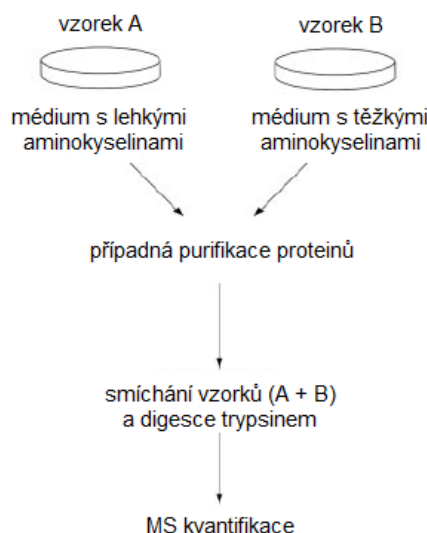 vzorek A
vzorek B
médium s lehkými
aminokyselinami
médium s těžkými
aminokyselinami
případná purifikace proteinů
smíchání vzorků (A + B)
a digesce trypsinem
MS kvantifikace